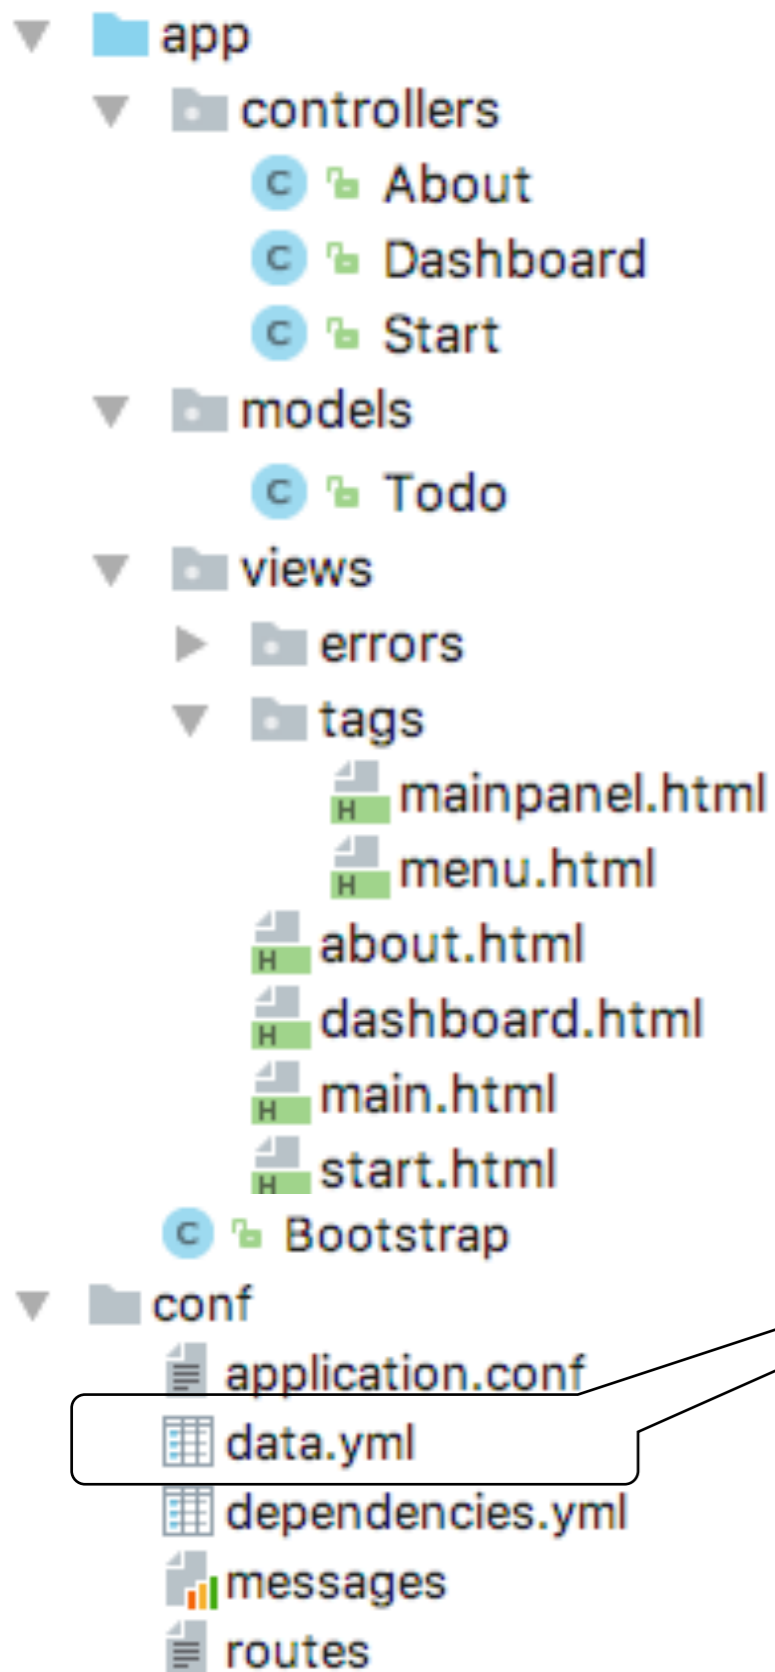 app
controllers
C About
C Dashboard
C Start
models
C Todo
views
errors
tags
H mainpanel.html
H menu.html
H about.html
H dashboard.html
H main.html
H start.html
C Bootstrap
conf
application.conf
data.yml
dependencies.yml
messages
routes